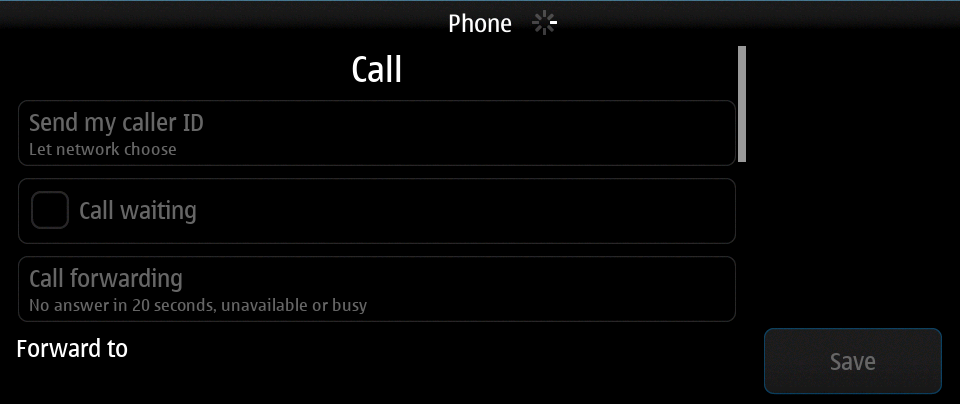 Phone
Call
Send my caller ID
Let network choose
Call waiting
Call forwarding
No answer in 20 seconds, unavailable or busy
Forward to
Save